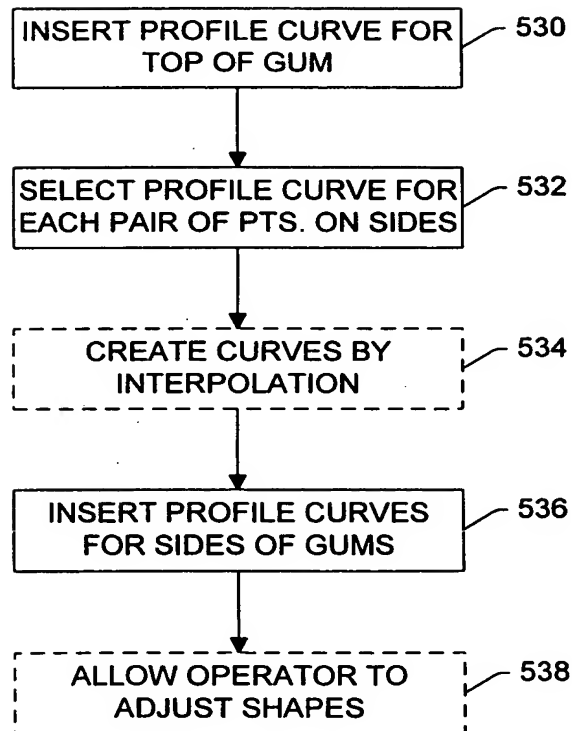 INSERT PROFILE CURVE FOR
TOP OF GUM
530
SELECT PROFILE CURVE FOR
EACH PAIR OF PTS. ON SIDES
532
CREATE CURVES BY
INTERPOLATION
534
INSERT PROFILE CURVES
FOR SIDES OF GUMS
536
ALLOW OPERATOR TO
ADJUST SHAPES
538